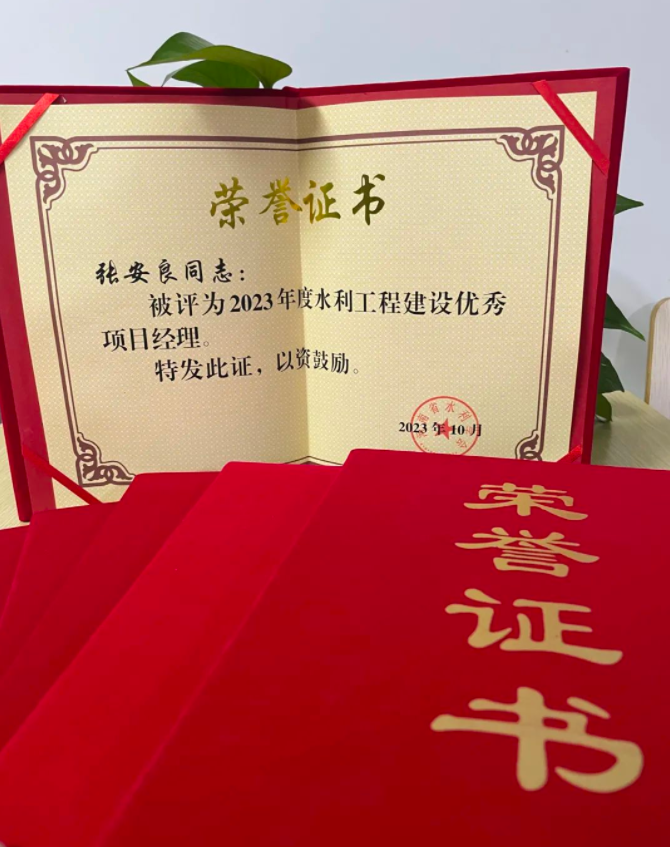 荣誉证书
张安良同志：
被评为2023年度水利工程建设优秀
项目经理。
特发此证，以资鼓励。
2023年10月
荣誉证书